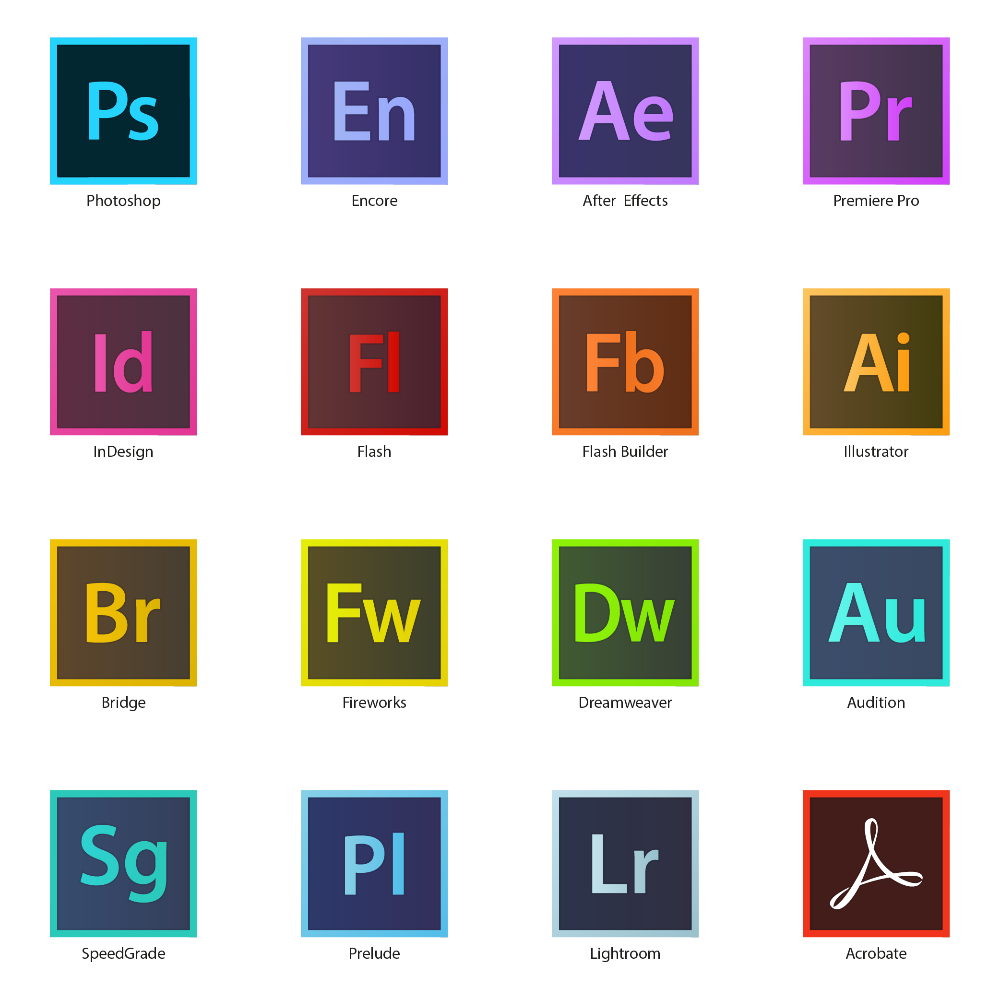 Ps En Ae Pr
Photoshop Encore After Effects Premiere Pro
Id Fl Fb Ai
InDesign Flash Flash Builder Illustrator
Br Fw Dw Au
Bridge Fireworks Dreamweaver Audition
Sg Pl Lr
SpeedGrade Prelude Lightroom Acrobate